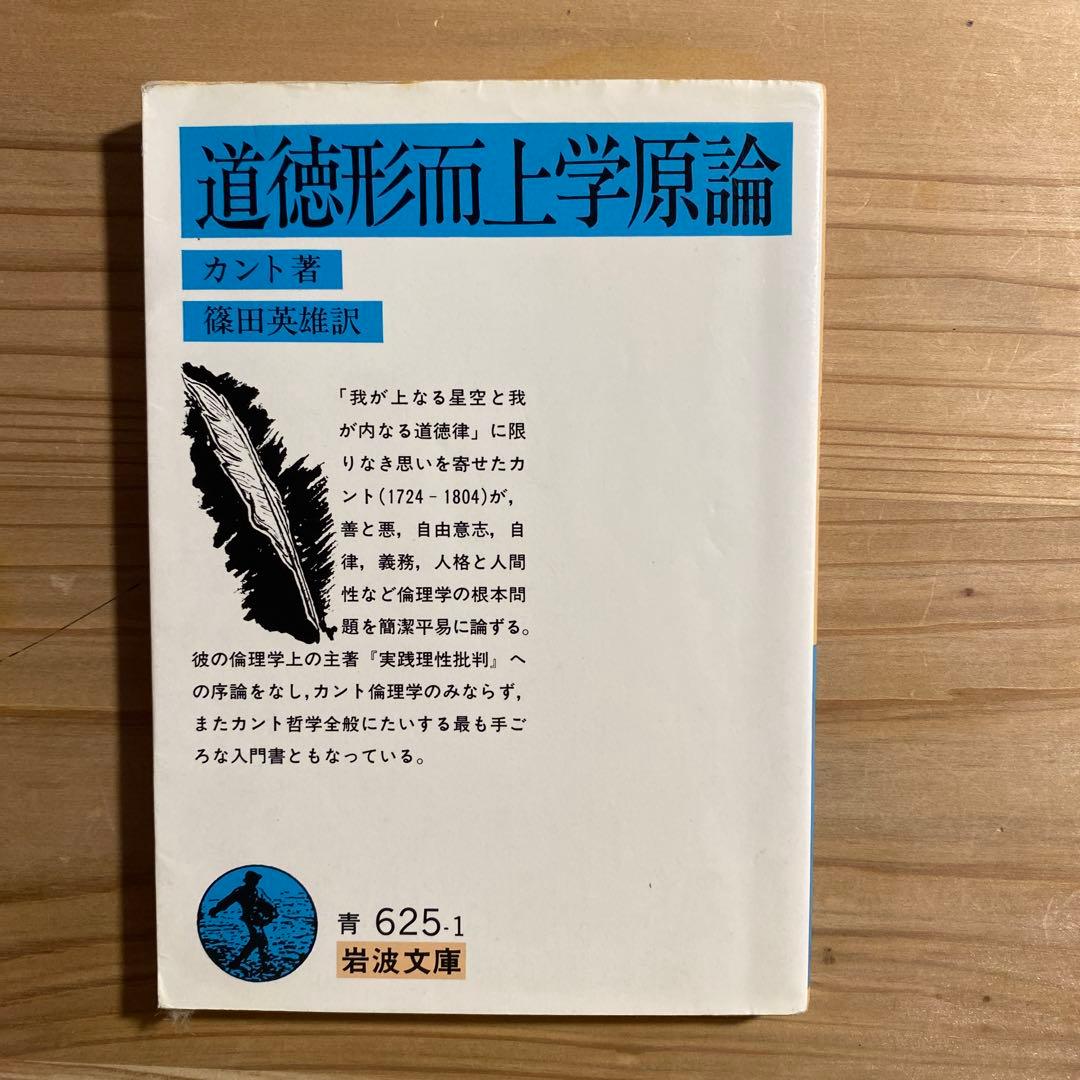 道徳形而上学原論
カント著
篠田英雄訳
「我が上なる星空と我
が内なる道徳律」に限
りなき思いを寄せたカ
ント(1724－1804)が，
善と悪，自由意志，自
律，義務，人格と人間
性など倫理学の根本問
題を簡潔平易に論ずる。
彼の倫理学上の主著『実践理性批判』へ
の序論をなし，カント倫理学のみならず，
またカント哲学全般にたいする最も手ご
ろな入門書ともなっている。
青 625-1
岩波文庫